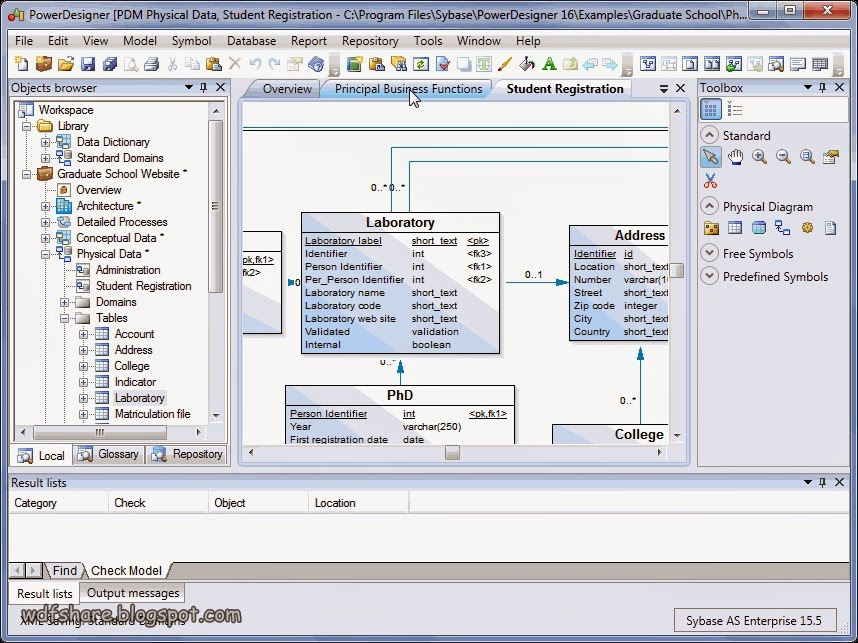 PowerDesigner [PDM Physical Data, Student Registration - C:\Program Files\Sybase\PowerDesigner 16\Examples\Graduate School\Ph...
File Edit View Model Symbol Database Report Repository Tools Window Help
Objects browser
Workspace
Library
Data Dictionary
Standard Domains
Graduate School Website *
Overview
Architecture *
Detailed Processes
Conceptual Data *
Physical Data *
Administration
Student Registration
Domains
Tables
Account
Address
College
Indicator
Laboratory
Matriculation file
Local Glossary Repository
Overview Principal Business Functions Student Registration
0..* 0..*
pk,fk1>
fk2>
0
Laboratory
Laboratory label short_text <pk>
Identifier int <fk3>
Person Identifier int <fk1>
Per_Person Identifier int <fk2>
Laboratory name short_text
Laboratory code short_text
Laboratory web site short_text
Validated validation
Internal boolean
0..1
Address
Identifier id
Location short_text
Number varchar(10
Street short_text
Zip code integer
City short_text
Country short_text
0..*
PhD
Person Identifier int <pk,fk1>
Year varchar(250)
First registration date date
0..*
College
Toolbox
Standard
Physical Diagram
Free Symbols
Predefined Symbols
Result lists
Category Check Object Location
Find Check Model
Result lists Output messages
wdfshare.blogspot.com
Sybase AS Enterprise 15.5